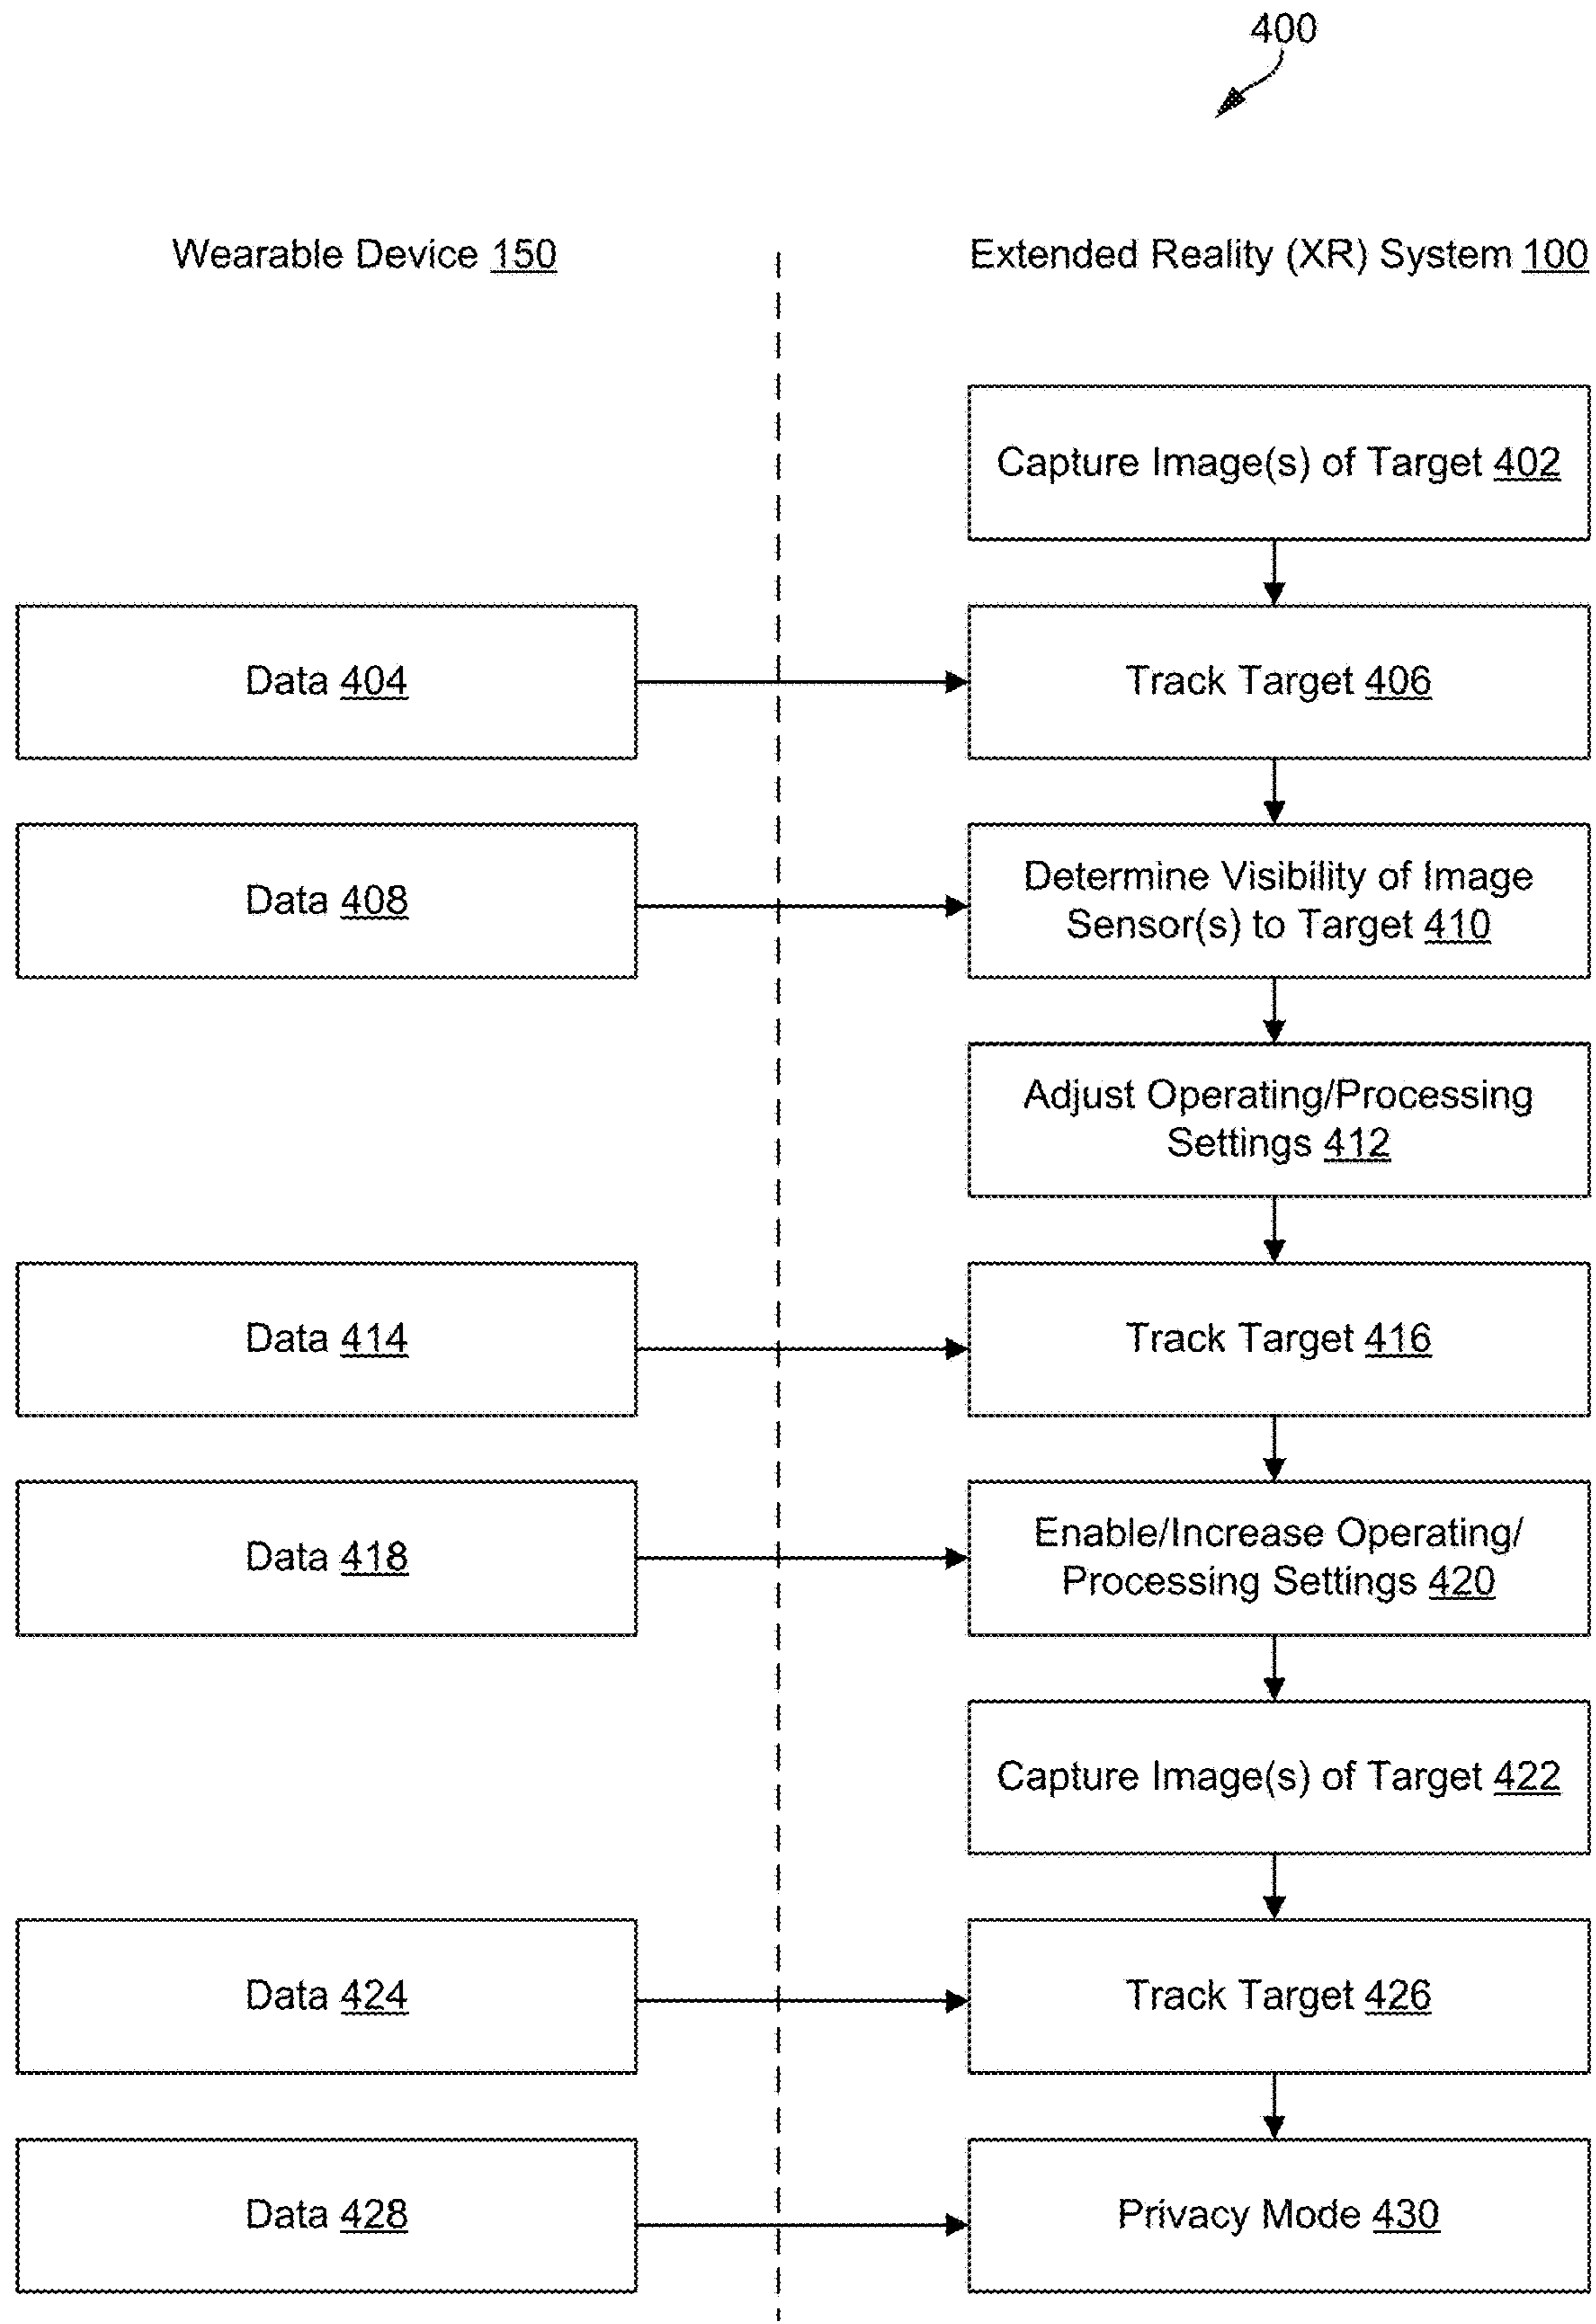 400
Wearable Device 150
Extended Reality (XR) System 100
Capture Image(s) of Target 402
Data 404
Track Target 406
Data 408
Determine Visibility of Image
Sensor(s) to Target 410
Adjust Operating/Processing
Settings 412
Data 414
Track Target 416
Data 418
Enable/Increase Operating/
Processing Settings 420
Capture Image(s) of Target 422
Data 424
Track Target 426
Data 428
Privacy Mode 430